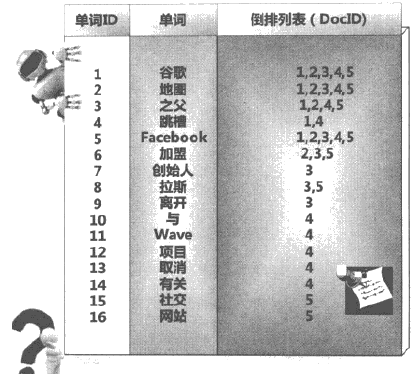 单词ID 单词 倒排列表（DocID)
1 谷歌 1,2,3,4,5
2 地图 1,2,3,4,5
3 之父 1,2,4,5
4 跳槽 1,4
5 Facebook 1,2,3,4,5
6 加盟 2,3,5
7 创始人 3
8 拉斯 3,5
9 离开 3
10 与 4
11 Wave 4
12 项目 4
13 取消 4
14 有关 4
15 社交 5
16 网站 5